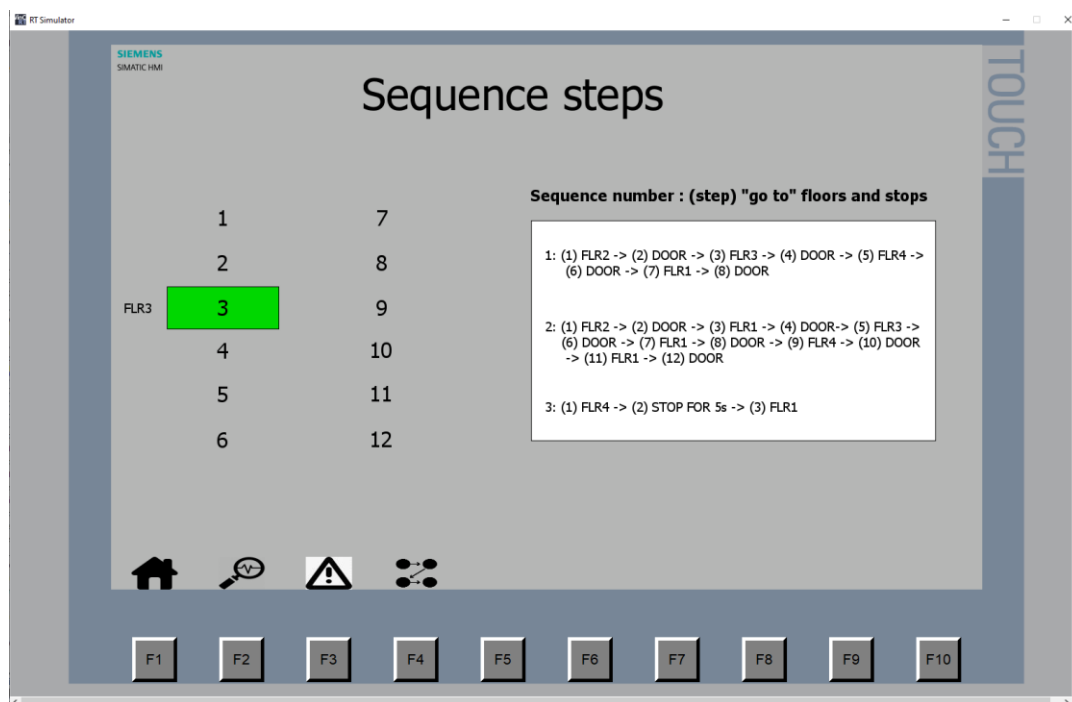 RT Simulator
SIEMENS
SIMATIC HMI
TOUCH
Sequence steps
Sequence number : (step) "go to" floors and stops
1 7
2 8
FLR3 3 9
4 10
5 11
6 12
1: (1) FLR2 -> (2) DOOR -> (3) FLR3 -> (4) DOOR -> (5) FLR4 ->
(6) DOOR -> (7) FLR1 -> (8) DOOR
2: (1) FLR2 -> (2) DOOR -> (3) FLR1 -> (4) DOOR-> (5) FLR3 ->
(6) DOOR -> (7) FLR1 -> (8) DOOR -> (9) FLR4 -> (10) DOOR
-> (11) FLR1 -> (12) DOOR
3: (1) FLR4 -> (2) STOP FOR 5s -> (3) FLR1
F1 F2 F3 F4 F5 F6 F7 F8 F9 F10